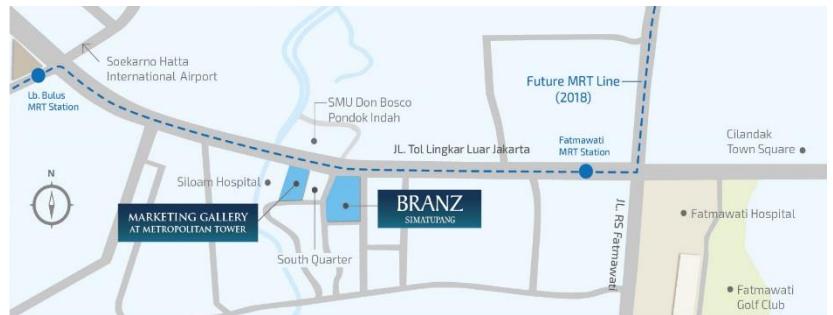 Soekarno Hatta
International Airport
Lb. Bulus
MRT Station
SMU Don Bosco
Pondok Indah
Future MRT Line
(2018)
JL. Tol Lingkar Luar Jakarta
Fatmawati
MRT Station
Cilandak
Town Square
N
Siloam Hospital
MARKETING GALLERY
AT METROPOLITAN TOWER
BRANZ
SIMATUPANG
South Quarter
JL. RS Fatmawati
Fatmawati Hospital
Fatmawati
Golf Club